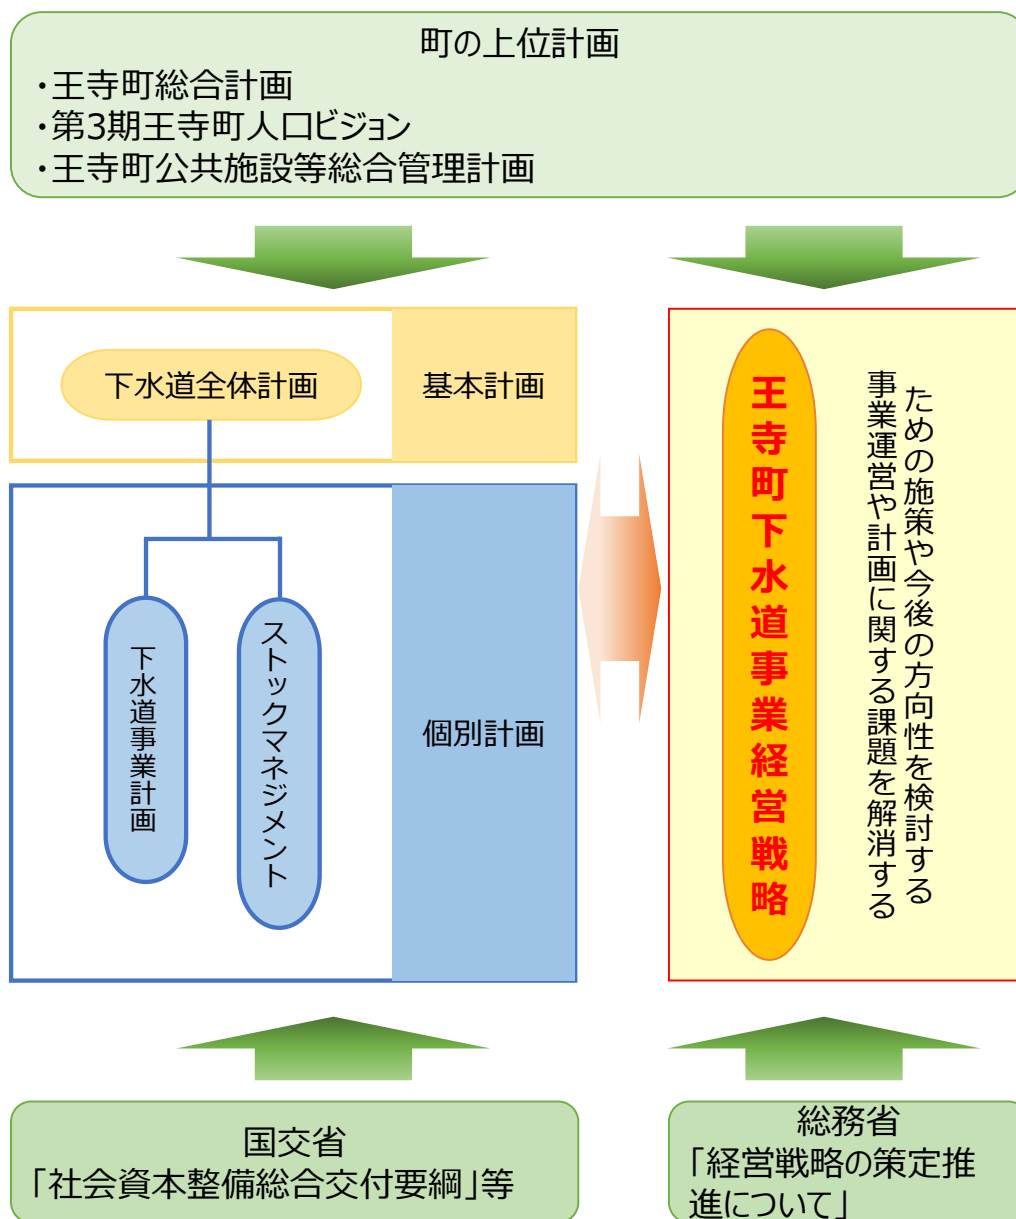 町の上位計画
・王寺町総合計画
・第3期王寺町人口ビジョン
・王寺町公共施設等総合管理計画
下水道全体計画
基本計画
下水道事業計画
ストックマネジメント
個別計画
王寺町下水道事業経営戦略
事業運営や計画に関する課題を解消する
ための施策や今後の方向性を検討する
国交省
「社会資本整備総合交付要綱」等
総務省
「経営戦略の策定推
進について」